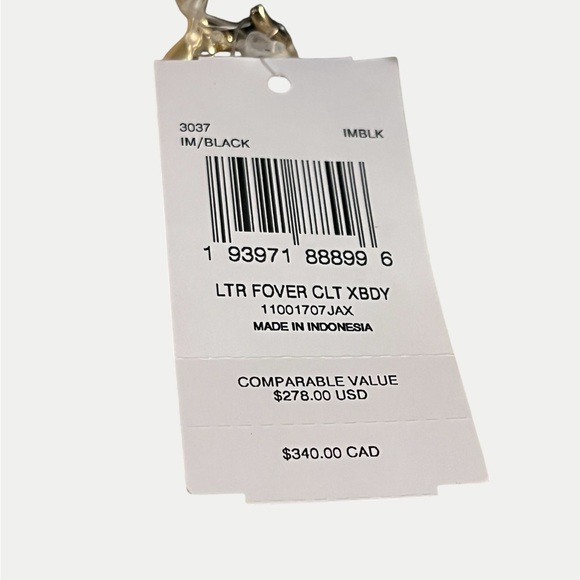 3037
IM/BLACK
IMBLK
1 93971 88899 6
LTR FOVER CLT XBDY
11001707JAX
MADE IN INDONESIA
COMPARABLE VALUE
$278.00 USD
$340.00 CAD